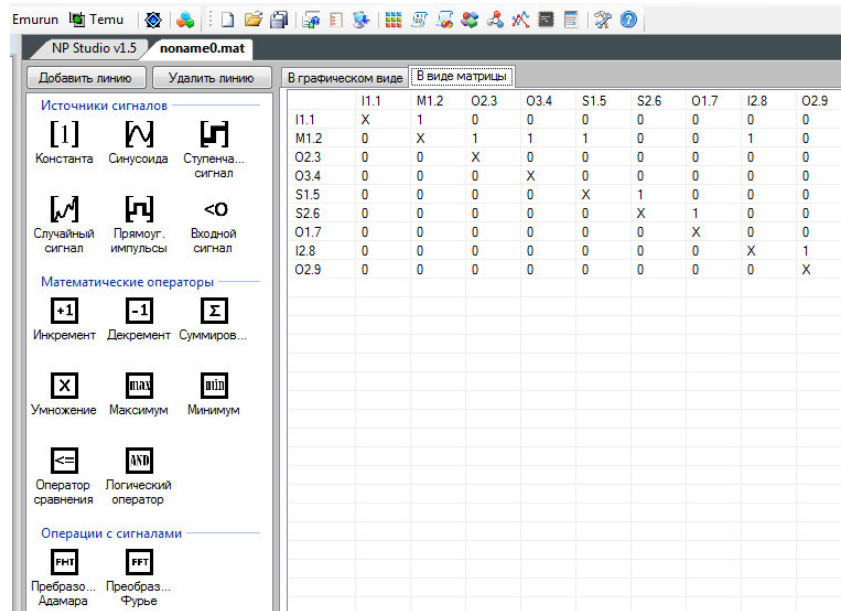 Emurun Temu
NP Studio v1.5 noname0.mat
Добавить линию Удалить линию В графическом виде В виде матрицы
Источники сигналов
[1]
Константа Синусоида Ступенча...
сигнал
<O
Случайный Прямоуг. Входной
сигнал импульсы сигнал
Математические операторы
+1 -1 Σ
Инкремент Декремент Суммиров...
X max min
Умножение Максимум Минимум
<= AND
Оператор Логический
сравнения оператор
Операции с сигналами
FHT FFT
Пребразо... Преобраз...
Адамара Фурье
I1.1 M1.2 O2.3 O3.4 S1.5 S2.6 O1.7 I2.8 O2.9
I1.1 X 1 0 0 0 0 0 0 0
M1.2 0 X 1 1 1 0 0 1 0
O2.3 0 0 X 0 0 0 0 0 0
O3.4 0 0 0 X 0 0 0 0 0
S1.5 0 0 0 0 X 1 0 0 0
S2.6 0 0 0 0 0 X 1 0 0
O1.7 0 0 0 0 0 0 X 0 0
I2.8 0 0 0 0 0 0 0 X 1
O2.9 0 0 0 0 0 0 0 0 X